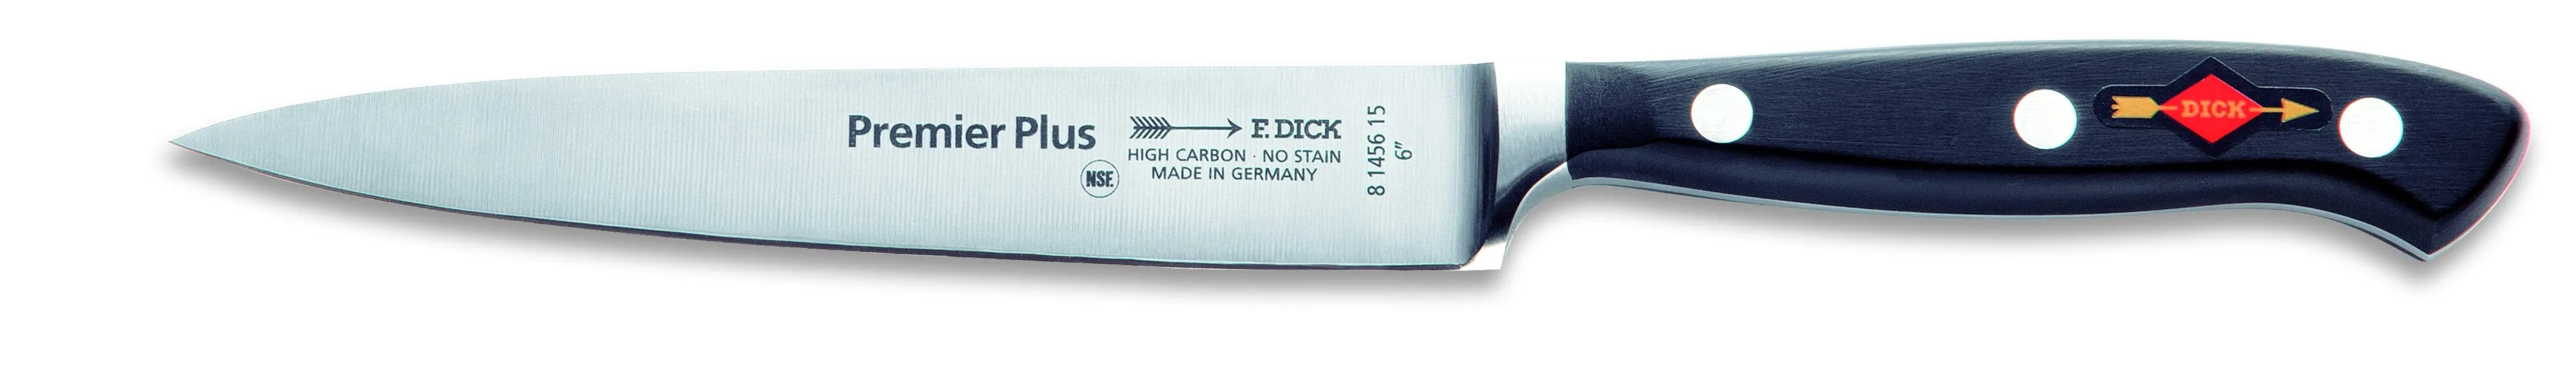 Premier Plus
F. DICK
HIGH CARBON · NO STAIN
MADE IN GERMANY
NSF.
8 1456 15
6"
DICK